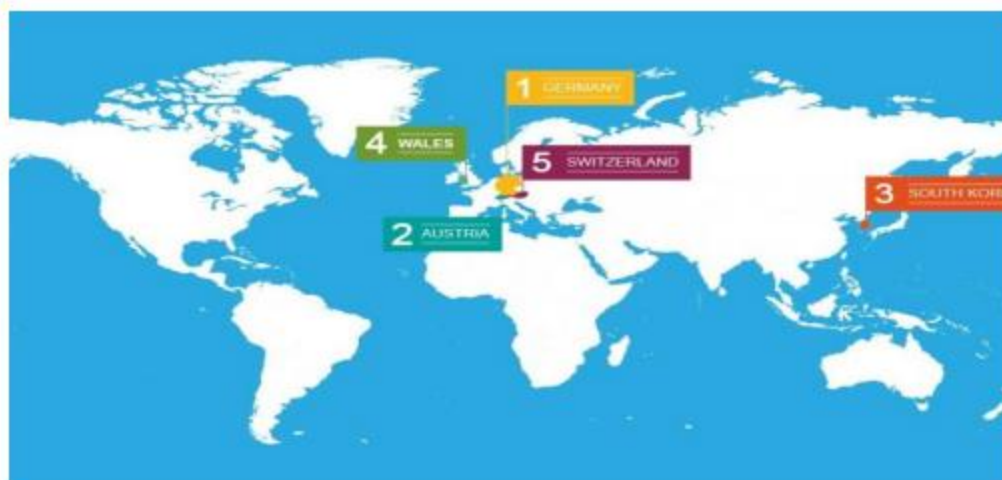 1 GERMANY
4 WALES
5 SWITZERLAND
3 SOUTH KOR
2 AUSTRIA